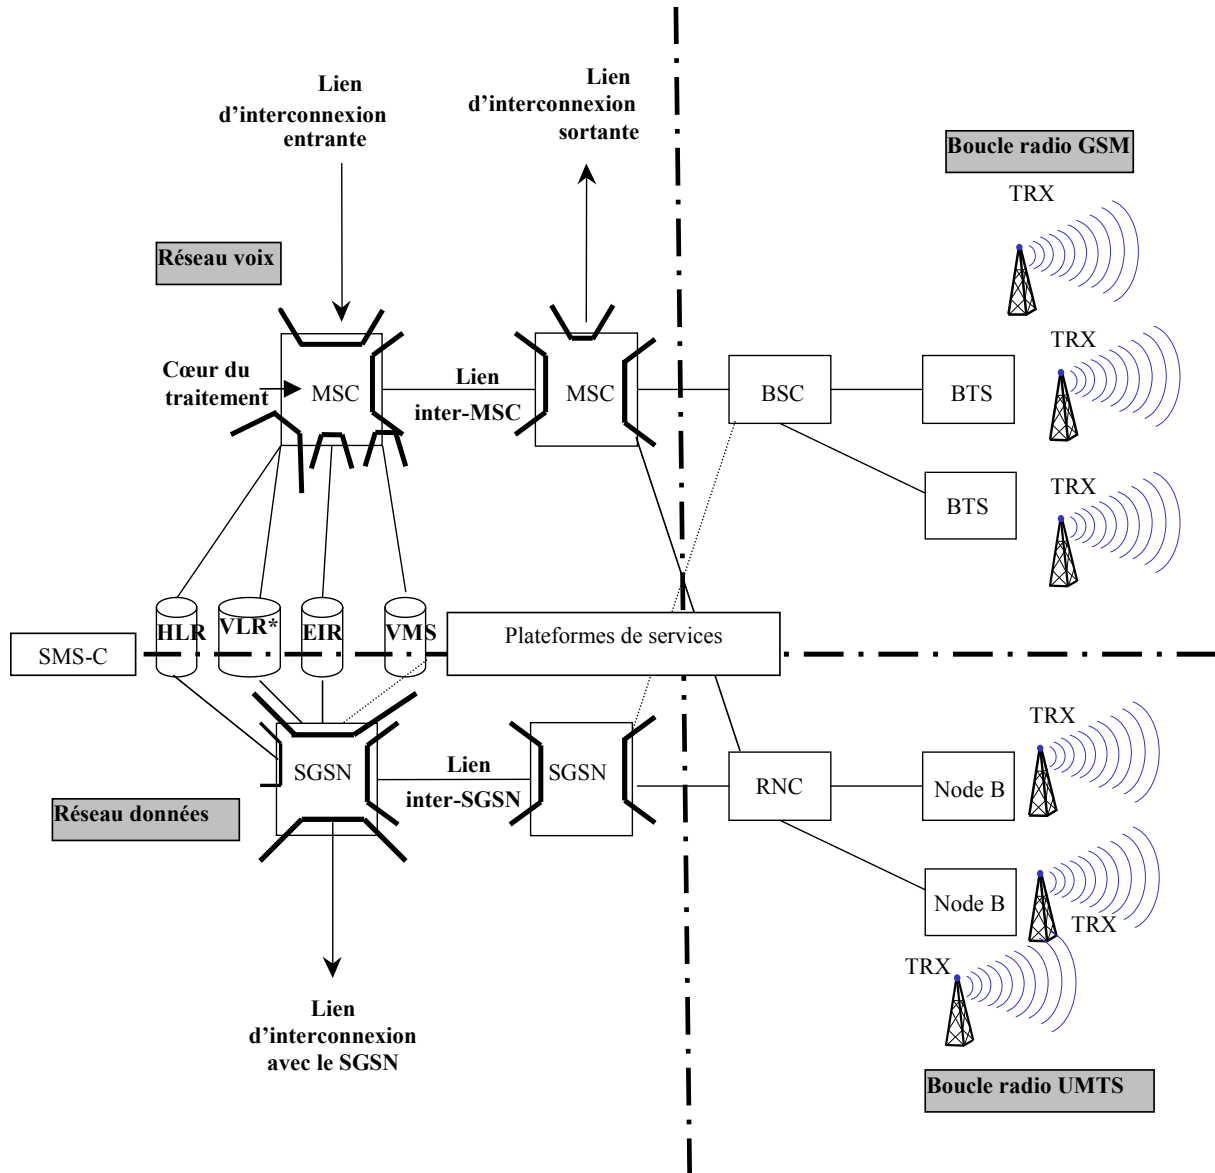 Lien
d'interconnexion
entrante
Lien
d'interconnexion
sortante
Boucle radio GSM
TRX
Réseau voix
Cœur du
traitement
MSC
Lien
inter-MSC
MSC
BSC
BTS
TRX
BTS
TRX
HLR
VLR*
EIR
VMS
SMS-C
Plateformes de services
SGSN
Lien
inter-SGSN
SGSN
RNC
Node B
TRX
Réseau données
Node B
TRX
TRX
Lien
d'interconnexion
avec le SGSN
Boucle radio UMTS